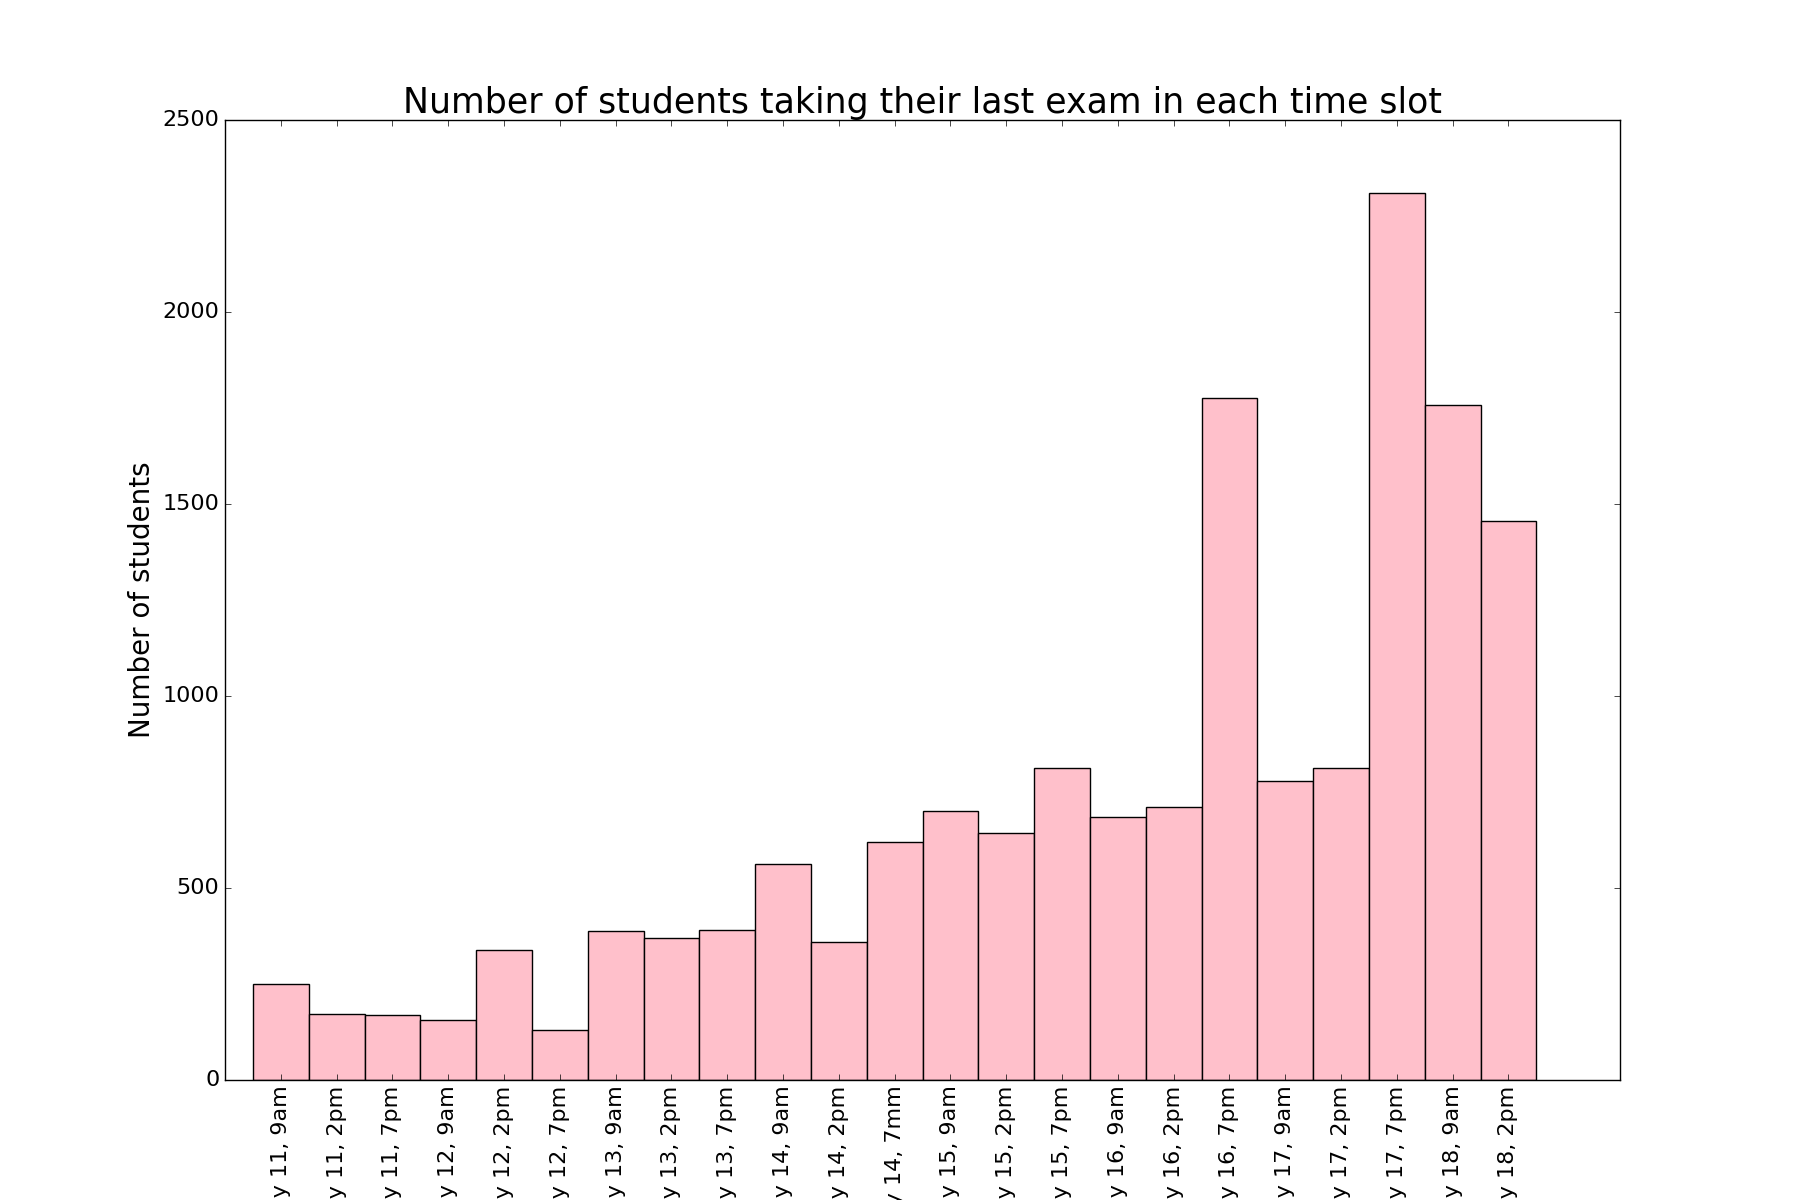 Number of students taking their last exam in each time slot
2500
2000
1500
1000
500
0
Number of students
y 11, 9am
y 11, 2pm
y 11, 7pm
y 12, 9am
y 12, 2pm
y 12, 7pm
y 13, 9am
y 13, 2pm
y 13, 7pm
y 14, 9am
y 14, 2pm
y 14, 7mm
y 15, 9am
y 15, 2pm
y 15, 7pm
y 16, 9am
y 16, 2pm
y 16, 7pm
y 17, 9am
y 17, 2pm
y 17, 7pm
y 18, 9am
y 18, 2pm